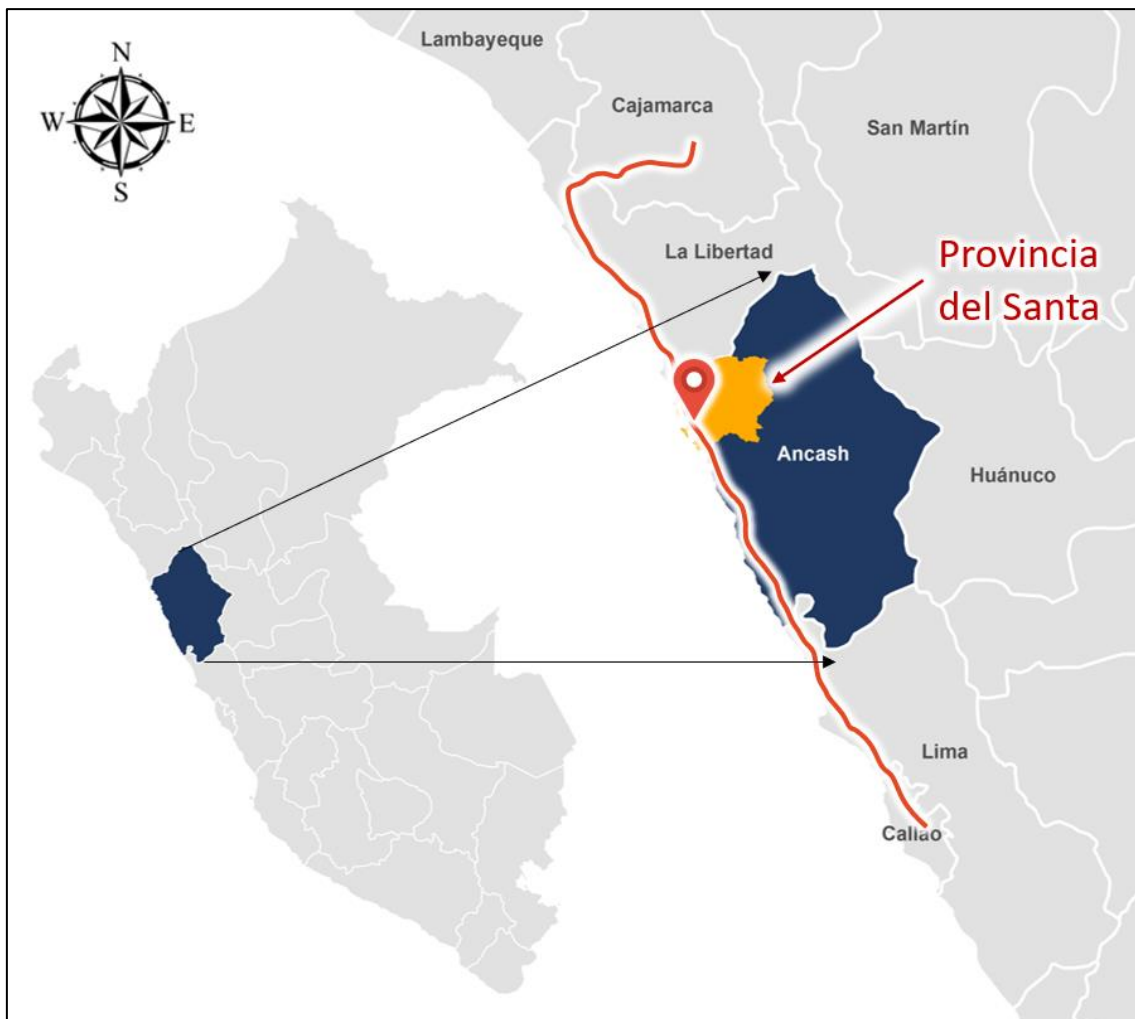 N
W
E
S
Lambayeque
Cajamarca
San Martín
La Libertad
Provincia
del Santa
Ancash
Huánuco
Lima
Callao